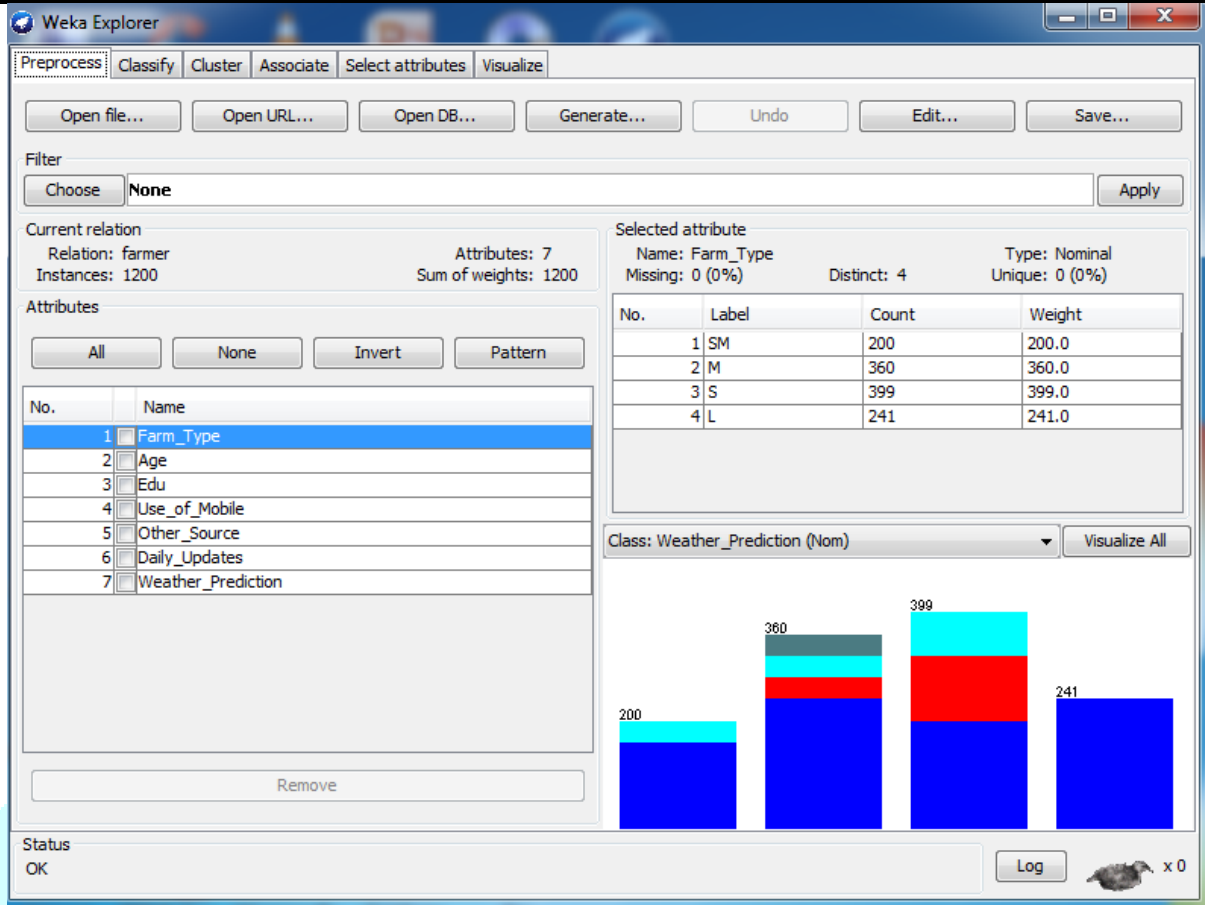 Weka Explorer
Preprocess Classify Cluster Associate Select attributes Visualize
Open file... Open URL... Open DB... Generate... Undo Edit... Save...
Filter
Choose None Apply
Current relation
Relation: farmer Attributes: 7
Instances: 1200 Sum of weights: 1200
Attributes
All None Invert Pattern
No. Name
1 Farm_Type
2 Age
3 Edu
4 Use_of_Mobile
5 Other_Source
6 Daily_Updates
7 Weather_Prediction
Remove
Selected attribute
Name: Farm_Type Type: Nominal
Missing: 0 (0%) Distinct: 4 Unique: 0 (0%)
No. Label Count Weight
1 SM 200 200.0
2 M 360 360.0
3 S 399 399.0
4 L 241 241.0
Class: Weather_Prediction (Nom) Visualize All
200 360 399 241
Status
OK Log x 0